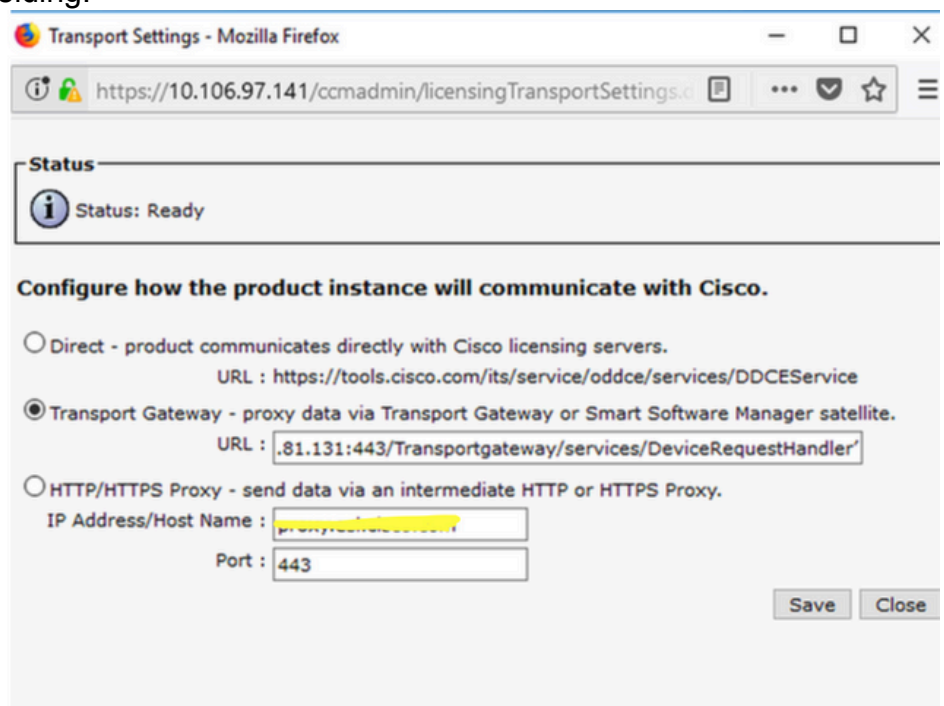 Transport Settings - Mozilla Firefox
https://10.106.97.141/ccmadmin/licensingTransportSettings.d
Status
Status: Ready
Configure how the product instance will communicate with Cisco.
Direct - product communicates directly with Cisco licensing servers.
URL : https://tools.cisco.com/its/service/oddce/services/DDCEService
Transport Gateway - proxy data via Transport Gateway or Smart Software Manager satellite.
URL : .81.131:443/Transportgateway/services/DeviceRequestHandler
HTTP/HTTPS Proxy - send data via an intermediate HTTP or HTTPS Proxy.
IP Address/Host Name :
Port : 443
Save Close